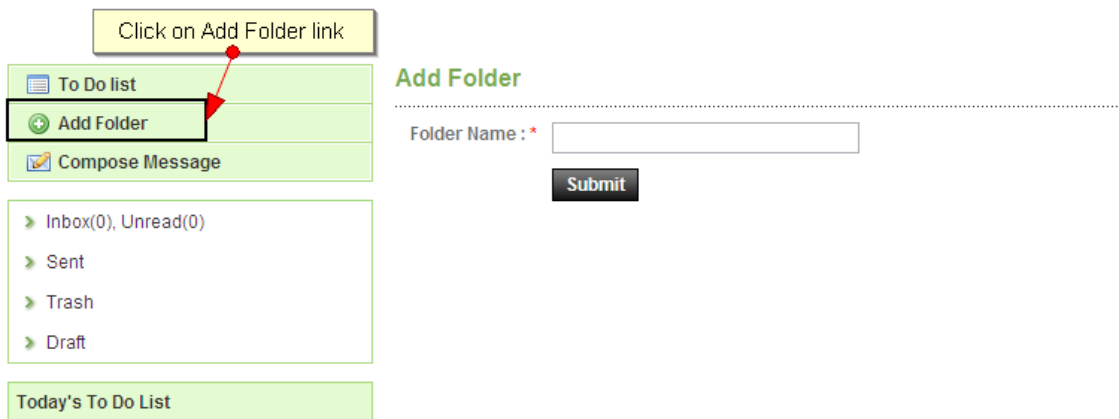 Click on Add Folder link
To Do list
Add Folder
Compose Message
Inbox(0), Unread(0)
Sent
Trash
Draft
Today's To Do List
Add Folder
Folder Name : *
Submit